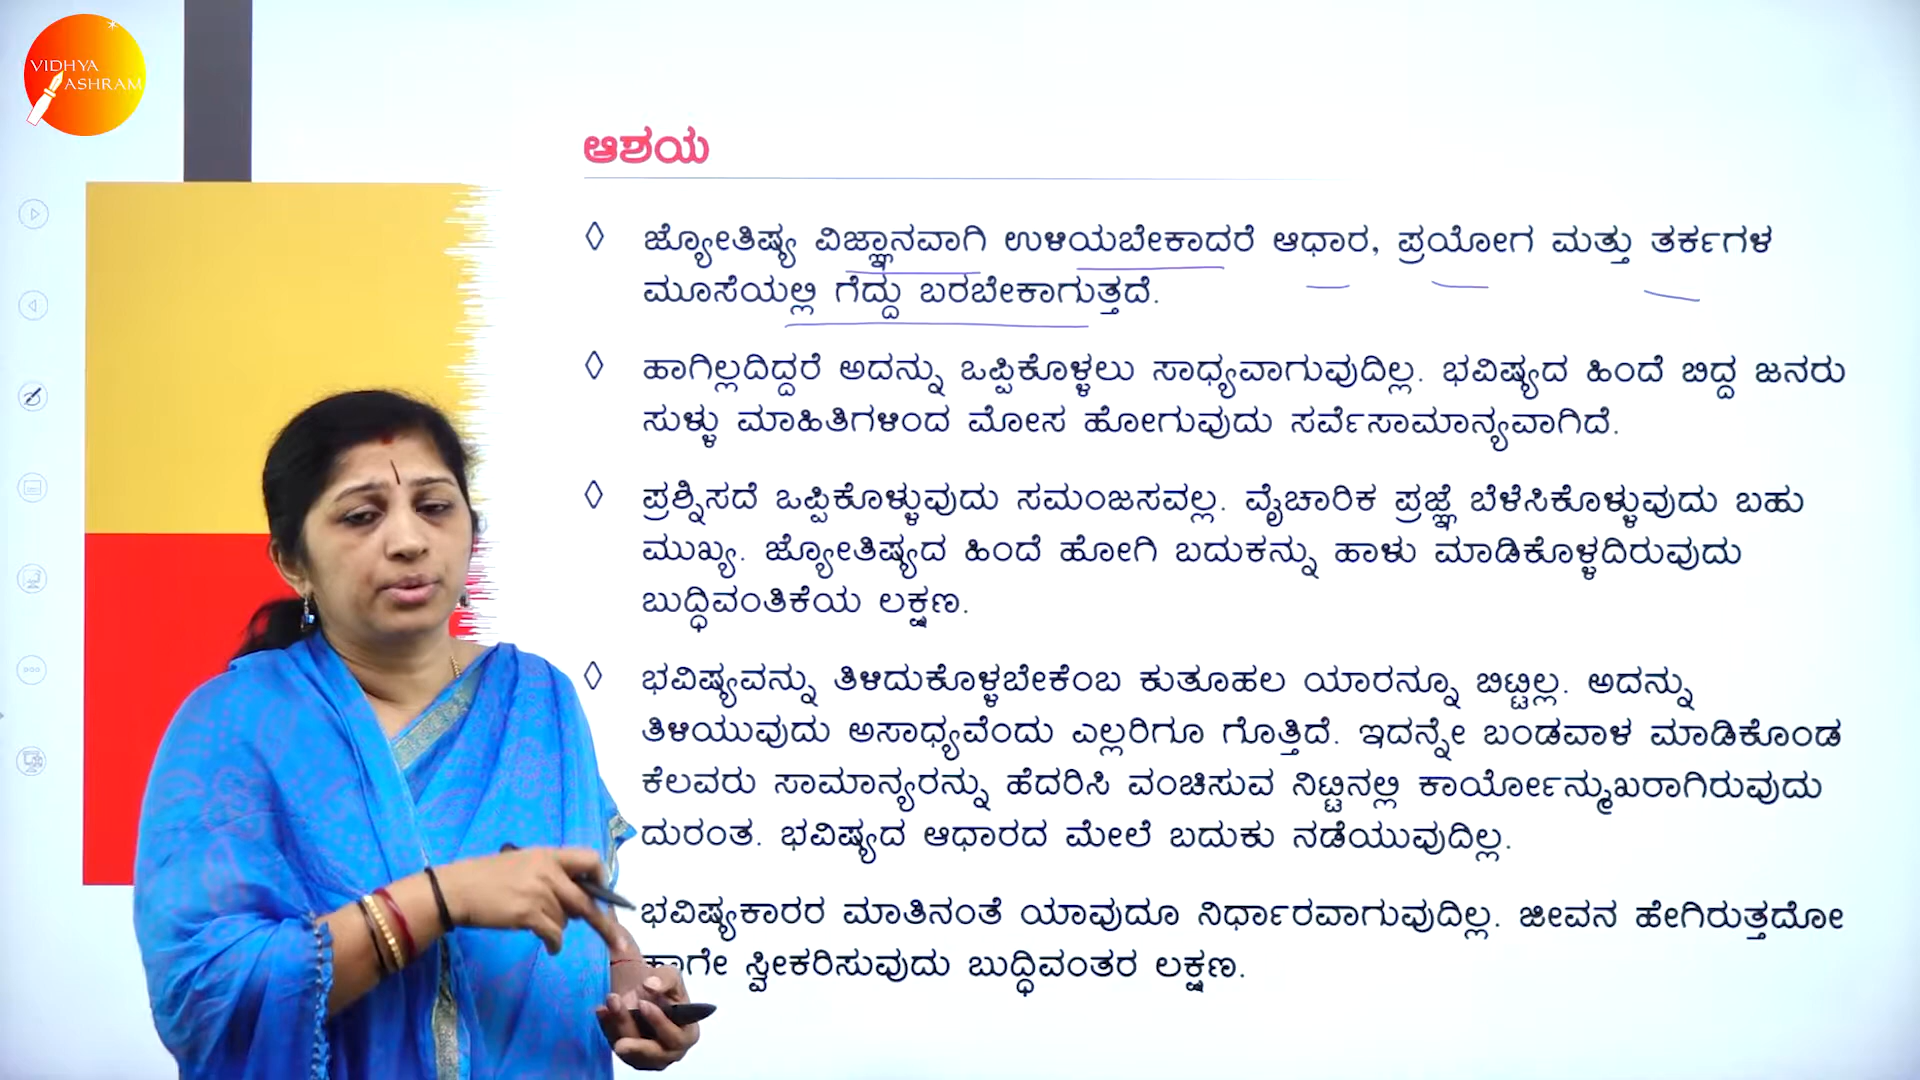 VIDHYA
ASHRAM
ಆಶಯ
ಜ್ಯೋತಿಷ್ಯ ವಿಜ್ಞಾನವಾಗಿ ಉಳಿಯಬೇಕಾದರೆ ಆಧಾರ, ಪ್ರಯೋಗ ಮತ್ತು ತರ್ಕಗಳ
ಮೂಸೆಯಲ್ಲಿ ಗೆದ್ದು ಬರಬೇಕಾಗುತ್ತದೆ.
ಹಾಗಿಲ್ಲದಿದ್ದರೆ ಅದನ್ನು ಒಪ್ಪಿಕೊಳ್ಳಲು ಸಾಧ್ಯವಾಗುವುದಿಲ್ಲ. ಭವಿಷ್ಯದ ಹಿಂದೆ ಬಿದ್ದ ಜನರು
ಸುಳ್ಳು ಮಾಹಿತಿಗಳಿಂದ ಮೋಸ ಹೋಗುವುದು ಸರ್ವೆಸಾಮಾನ್ಯವಾಗಿದೆ.
ಪ್ರಶ್ನಿಸದೆ ಒಪ್ಪಿಕೊಳ್ಳುವುದು ಸಮಂಜಸವಲ್ಲ. ವೈಚಾರಿಕ ಪ್ರಜ್ಞೆ ಬೆಳೆಸಿಕೊಳ್ಳುವುದು ಬಹು
ಮುಖ್ಯ. ಜ್ಯೋತಿಷ್ಯದ ಹಿಂದೆ ಹೋಗಿ ಬದುಕನ್ನು ಹಾಳು ಮಾಡಿಕೊಳ್ಳದಿರುವುದು
ಬುದ್ಧಿವಂತಿಕೆಯ ಲಕ್ಷಣ.
ಭವಿಷ್ಯವನ್ನು ತಿಳಿದುಕೊಳ್ಳಬೇಕೆಂಬ ಕುತೂಹಲ ಯಾರನ್ನೂ ಬಿಟ್ಟಿಲ್ಲ. ಅದನ್ನು
ತಿಳಿಯುವುದು ಅಸಾಧ್ಯವೆಂದು ಎಲ್ಲರಿಗೂ ಗೊತ್ತಿದೆ. ಇದನ್ನೇ ಬಂಡವಾಳ ಮಾಡಿಕೊಂಡ
ಕೆಲವರು ಸಾಮಾನ್ಯರನ್ನು ಹೆದರಿಸಿ ವಂಚಿಸುವ ನಿಟ್ಟಿನಲ್ಲಿ ಕಾರ್ಯೋನ್ಮುಖರಾಗಿರುವುದು
ದುರಂತ. ಭವಿಷ್ಯದ ಆಧಾರದ ಮೇಲೆ ಬದುಕು ನಡೆಯುವುದಿಲ್ಲ.
ಭವಿಷ್ಯಕಾರರ ಮಾತಿನಂತೆ ಯಾವುದೂ ನಿರ್ಧಾರವಾಗುವುದಿಲ್ಲ. ಜೀವನ ಹೇಗಿರುತ್ತದೋ
ಹಾಗೇ ಸ್ವೀಕರಿಸುವುದು ಬುದ್ಧಿವಂತರ ಲಕ್ಷಣ.